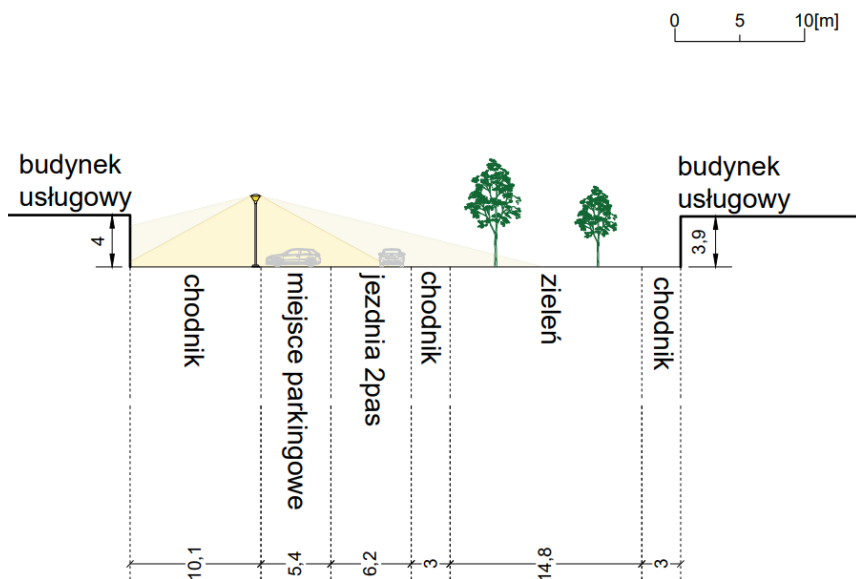 0 5 10[m]
budynek
usługowy
budynek
usługowy
4
3,9
chodnik
miejsce parkingowe
jezdnia 2pas
chodnik
zieleń
chodnik
10,1
5,4
6,2
3
14,8
3